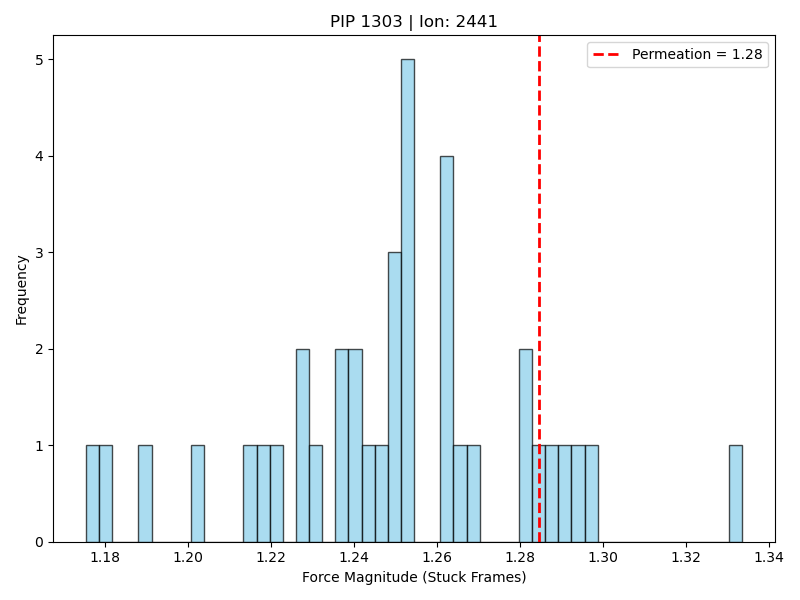 PIP 1303 | Ion: 2441
Permeation = 1.28
Frequency
5
4
3
2
1
0
1.18 1.20 1.22 1.24 1.26 1.28 1.30 1.32 1.34
Force Magnitude (Stuck Frames)